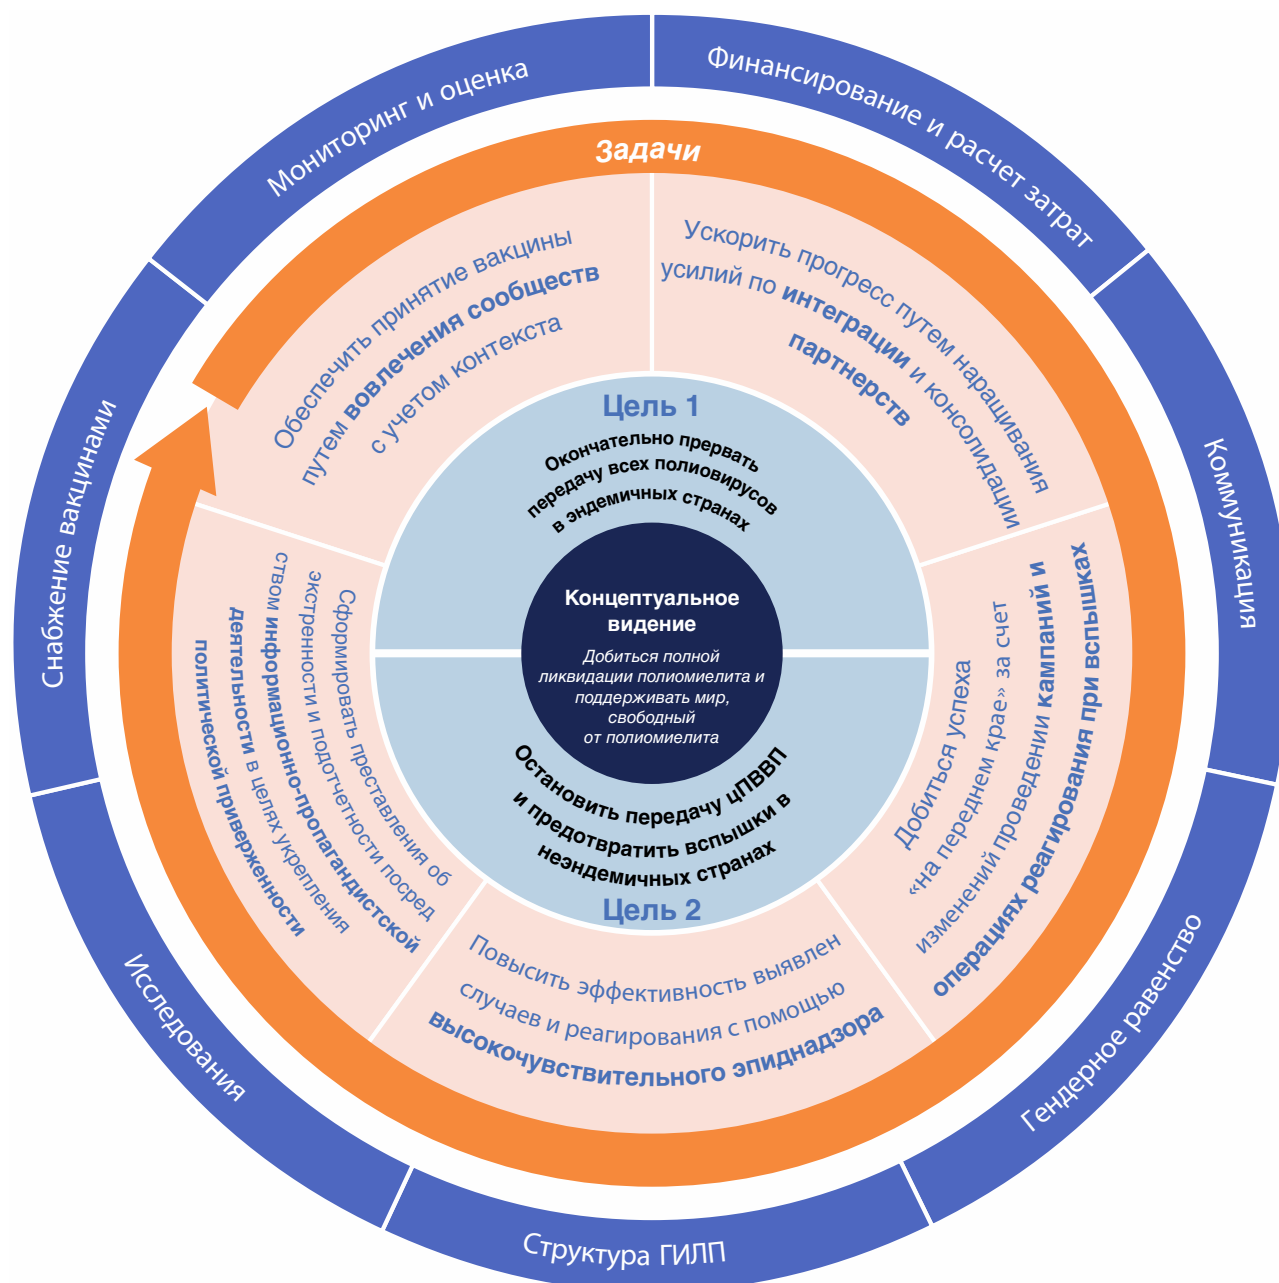 Мониторинг и оценка
Финансирование и расчет затрат
Коммуникация
Гендерное равенство
Структура ГИЛП
Исследования
Снабжение вакцинами
Задачи
Обеспечить принятие вакцины
путем вовлечения сообществ
с учетом контекста
Ускорить прогресс путем наращивания
усилий по интеграции и консолидации
партнерств
Добиться успеха
«на переднем крае» за счет
изменений проведении кампаний и
операциях реагирования при вспышках
Повысить эффективность выявлен
случаев и реагирования с помощью
высокочувствительного эпиднадзора
Сформировать преставления об
экстренности и подотчетности посред
ством информационно-пропагандистской
деятельности в целях укрепления
политической приверженности
Цель 1
Окончательно прервать
передачу всех полиовирусов
в эндемичных странах
Концептуальное
видение
Добиться полной
ликвидации полиомиелита и
поддерживать мир,
свободный
от полиомиелита
Остановить передачу цПВВП
и предотвратить вспышки в
неэндемичных странах
Цель 2